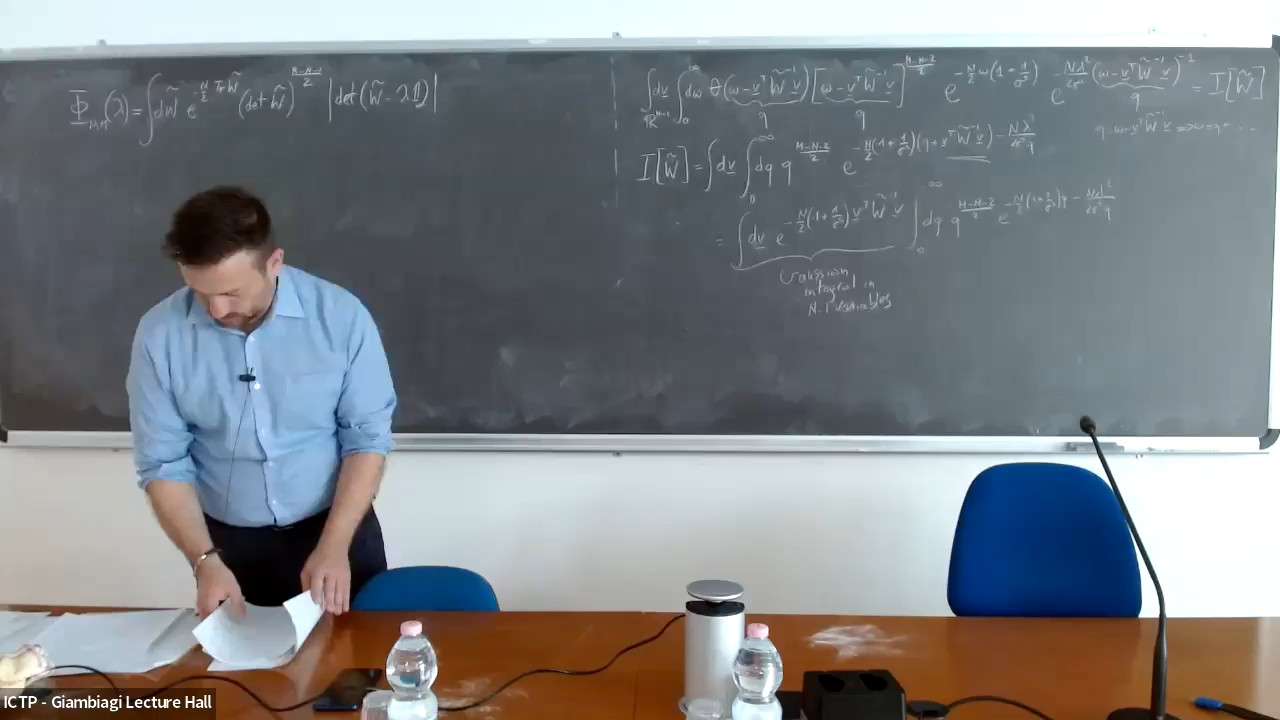 Φ_{M,N}(λ) = ∫ dW̃ e^{-N/2 Tr W̃} (det W̃)^{(M-N-1)/2} |det(W̃ - λ𝟙)|
∫_{ℝ^{N-1}} dv ∫_0^∞ dω θ(ω - v^T W̃^{-1} v) [ω - v^T W̃^{-1} v]^{(M-N-2)/2} e^{-N/2 ω(1 + 1/σ²)} e^{-Nλ²/2σ² (ω - v^T W̃^{-1} v)^{-1}} = I[W̃]
q q q
q = ω - v^T W̃^{-1} v ⇒ ω = q + ...
I[W̃] = ∫ dv ∫_0^∞ dq q^{(M-N-2)/2} e^{-N/2 (1 + 1/σ²)(q + v^T W̃^{-1} v) - Nλ²/2σ²q}
= ∫ dv e^{-N/2 (1 + 1/σ²) v^T W̃^{-1} v} ∫_0^∞ dq q^{(M-N-2)/2} e^{-N/2 (1 + 1/σ²) q - Nλ²/2σ²q}
Gaussian
integral in
N-1 variables
ICTP - Giambiagi Lecture Hall